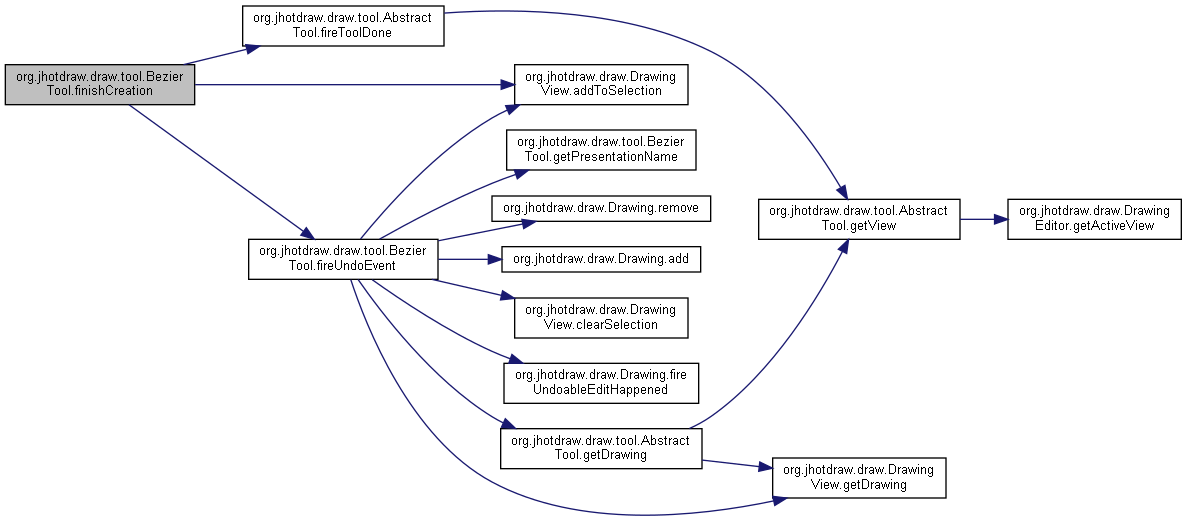 org.jhotdraw.draw.tool.Abstract
Tool.fireToolDone
org.jhotdraw.draw.tool.Bezier
Tool.finishCreation
org.jhotdraw.draw.Drawing
View.addToSelection
org.jhotdraw.draw.tool.Bezier
Tool.getPresentationName
org.jhotdraw.draw.Drawing.remove
org.jhotdraw.draw.tool.Abstract
Tool.getView
org.jhotdraw.draw.Drawing
Editor.getActiveView
org.jhotdraw.draw.tool.Bezier
Tool.fireUndoEvent
org.jhotdraw.draw.Drawing.add
org.jhotdraw.draw.Drawing
View.clearSelection
org.jhotdraw.draw.Drawing.fire
UndoableEditHappened
org.jhotdraw.draw.tool.Abstract
Tool.getDrawing
org.jhotdraw.draw.Drawing
View.getDrawing